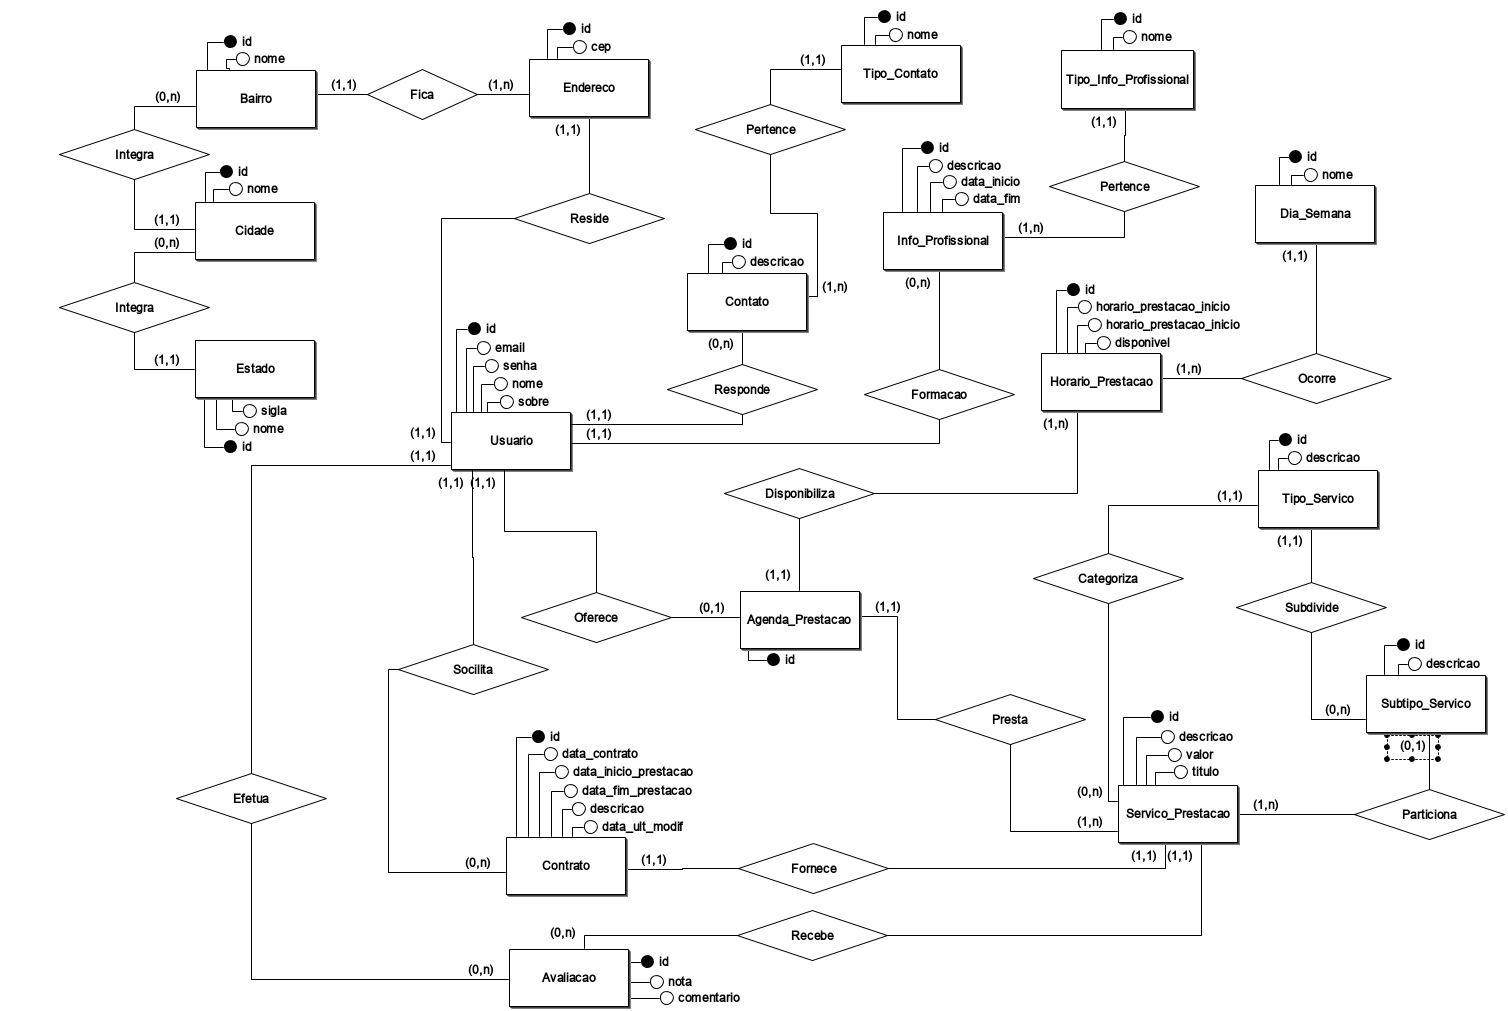 id
nome
Bairro
(1,1)
Fica
(1,n)
id
cep
Endereco
(1,1)
(0,n)
Integra
id
nome
(1,1)
Cidade
(0,n)
Integra
(1,1)
Estado
sigla
nome
id
Reside
id
nome
Tipo_Contato
(1,1)
Pertence
id
descricao
Contato
(1,n)
(0,n)
Responde
id
nome
Tipo_Info_Profissional
(1,1)
Pertence
(1,n)
id
descricao
data_inicio
data_fim
Info_Profissional
(0,n)
Formacao
id
nome
Dia_Semana
(1,1)
Ocorre
(1,n)
id
horario_prestacao_inicio
horario_prestacao_inicio
disponivel
Horario_Prestacao
(1,n)
id
email
senha
nome
sobre
Usuario
(1,1)
(1,1)
(1,1)
(1,1)
(1,1)
(1,1)
Disponibiliza
(1,1)
Oferece
(0,1)
Agenda_Prestacao
id
(1,1)
Presta
id
descricao
Tipo_Servico
(1,1)
(1,1)
Categoriza
Subdivide
id
descricao
(0,n)
Subtipo_Servico
(0,1)
Particiona
(1,n)
id
descricao
valor
titulo
(0,n)
Servico_Prestacao
(1,n)
(1,1)
(1,1)
Socilita
Efetua
id
data_contrato
data_inicio_prestacao
data_fim_prestacao
descricao
data_ult_modif
(0,n)
Contrato
(1,1)
Fornece
(0,n)
Recebe
(0,n)
Avaliacao
id
nota
comentario